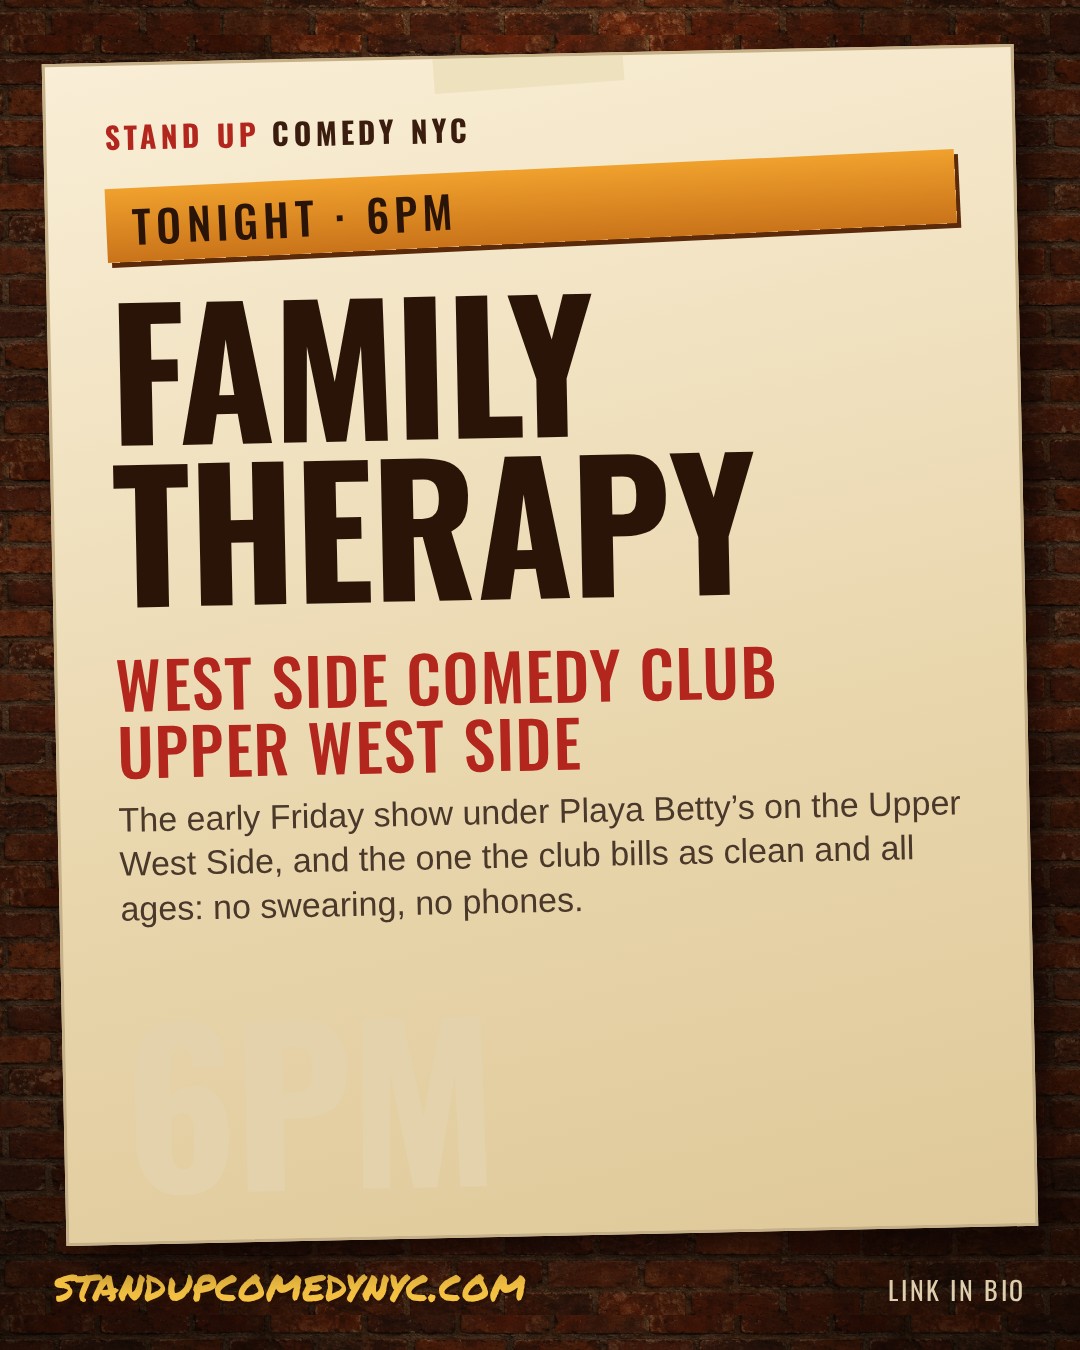 STAND UP COMEDY NYC
TONIGHT · 6PM
FAMILY
THERAPY
WEST SIDE COMEDY CLUB
UPPER WEST SIDE
The early Friday show under Playa Betty’s on the Upper
West Side, and the one the club bills as clean and all
ages: no swearing, no phones.
6PM
STANDUPCOMEDYNYC.COM
LINK IN BIO